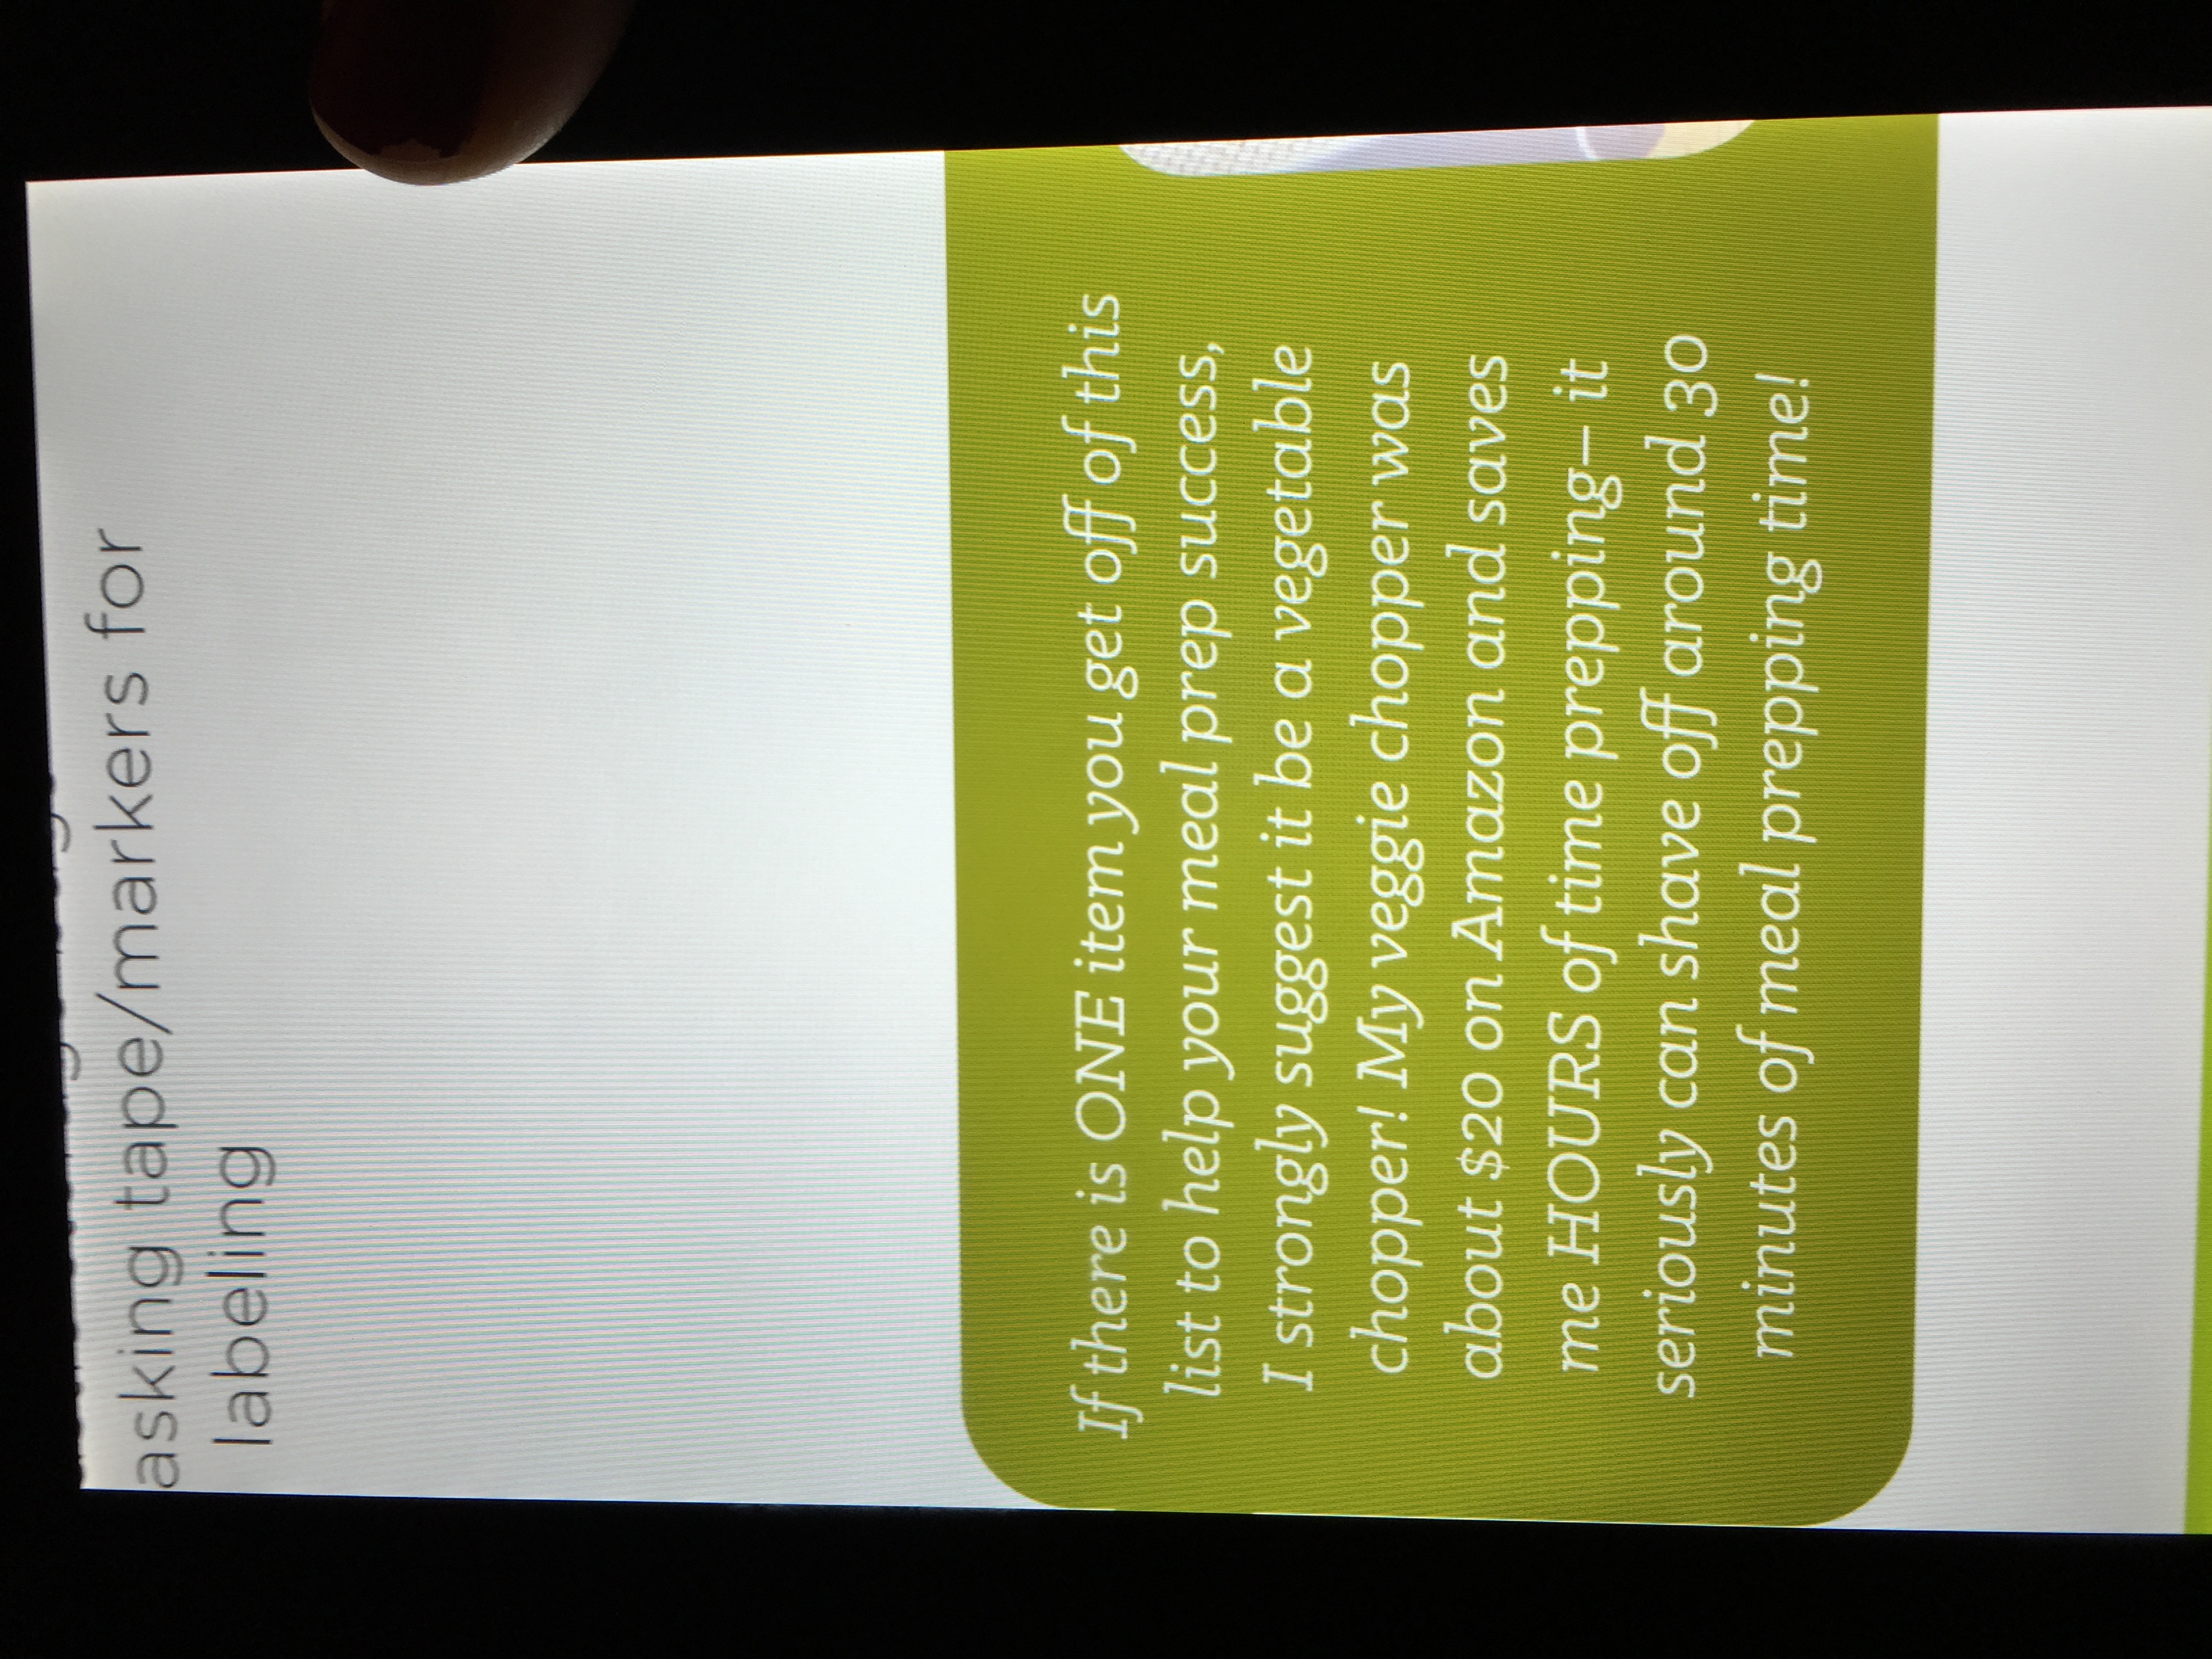 asking tape/markers for
labeling
If there is ONE item you get off of this
list to help your meal prep success,
I strongly suggest it be a vegetable
chopper! My veggie chopper was
about $20 on Amazon and saves
me HOURS of time prepping– it
seriously can shave off around 30
minutes of meal prepping time!